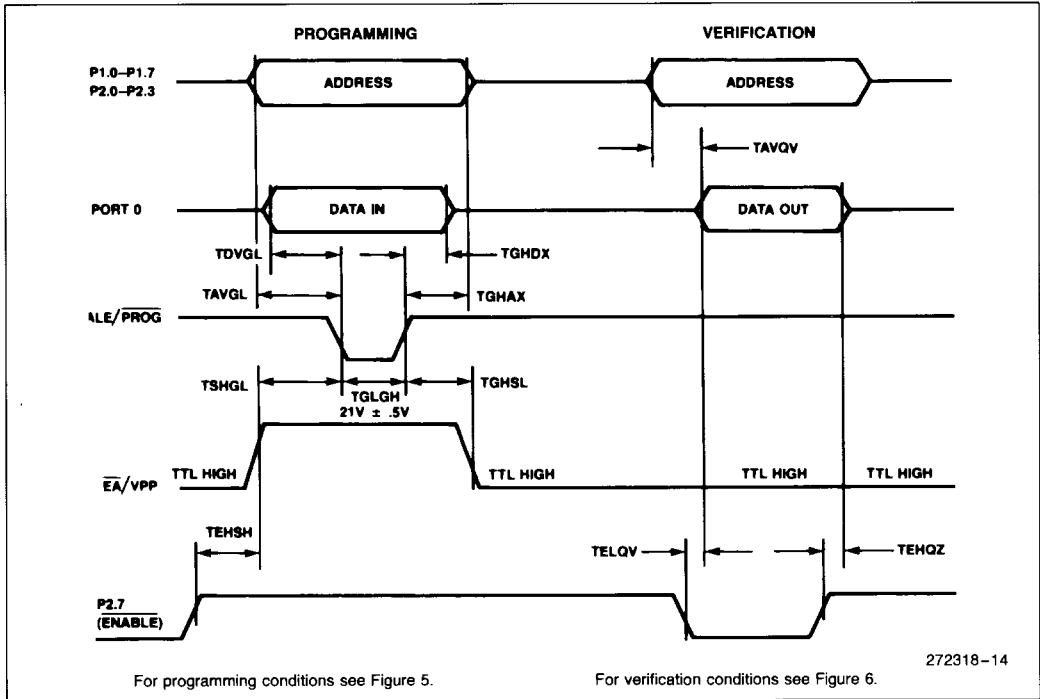 PROGRAMMING VERIFICATION
P1.0–P1.7
P2.0–P2.3
ADDRESS ADDRESS
TAVQV
PORT 0 DATA IN DATA OUT
TDVGL TGHDX
TAVGL TGHAX
ALE/PROG
TSHGL TGLGH TGHSL
21V ± .5V
EA/VPP TTL HIGH TTL HIGH TTL HIGH TTL HIGH
TEHSH TELQV TEHQZ
P2.7
(ENABLE)
272318–14
For programming conditions see Figure 5. For verification conditions see Figure 6.